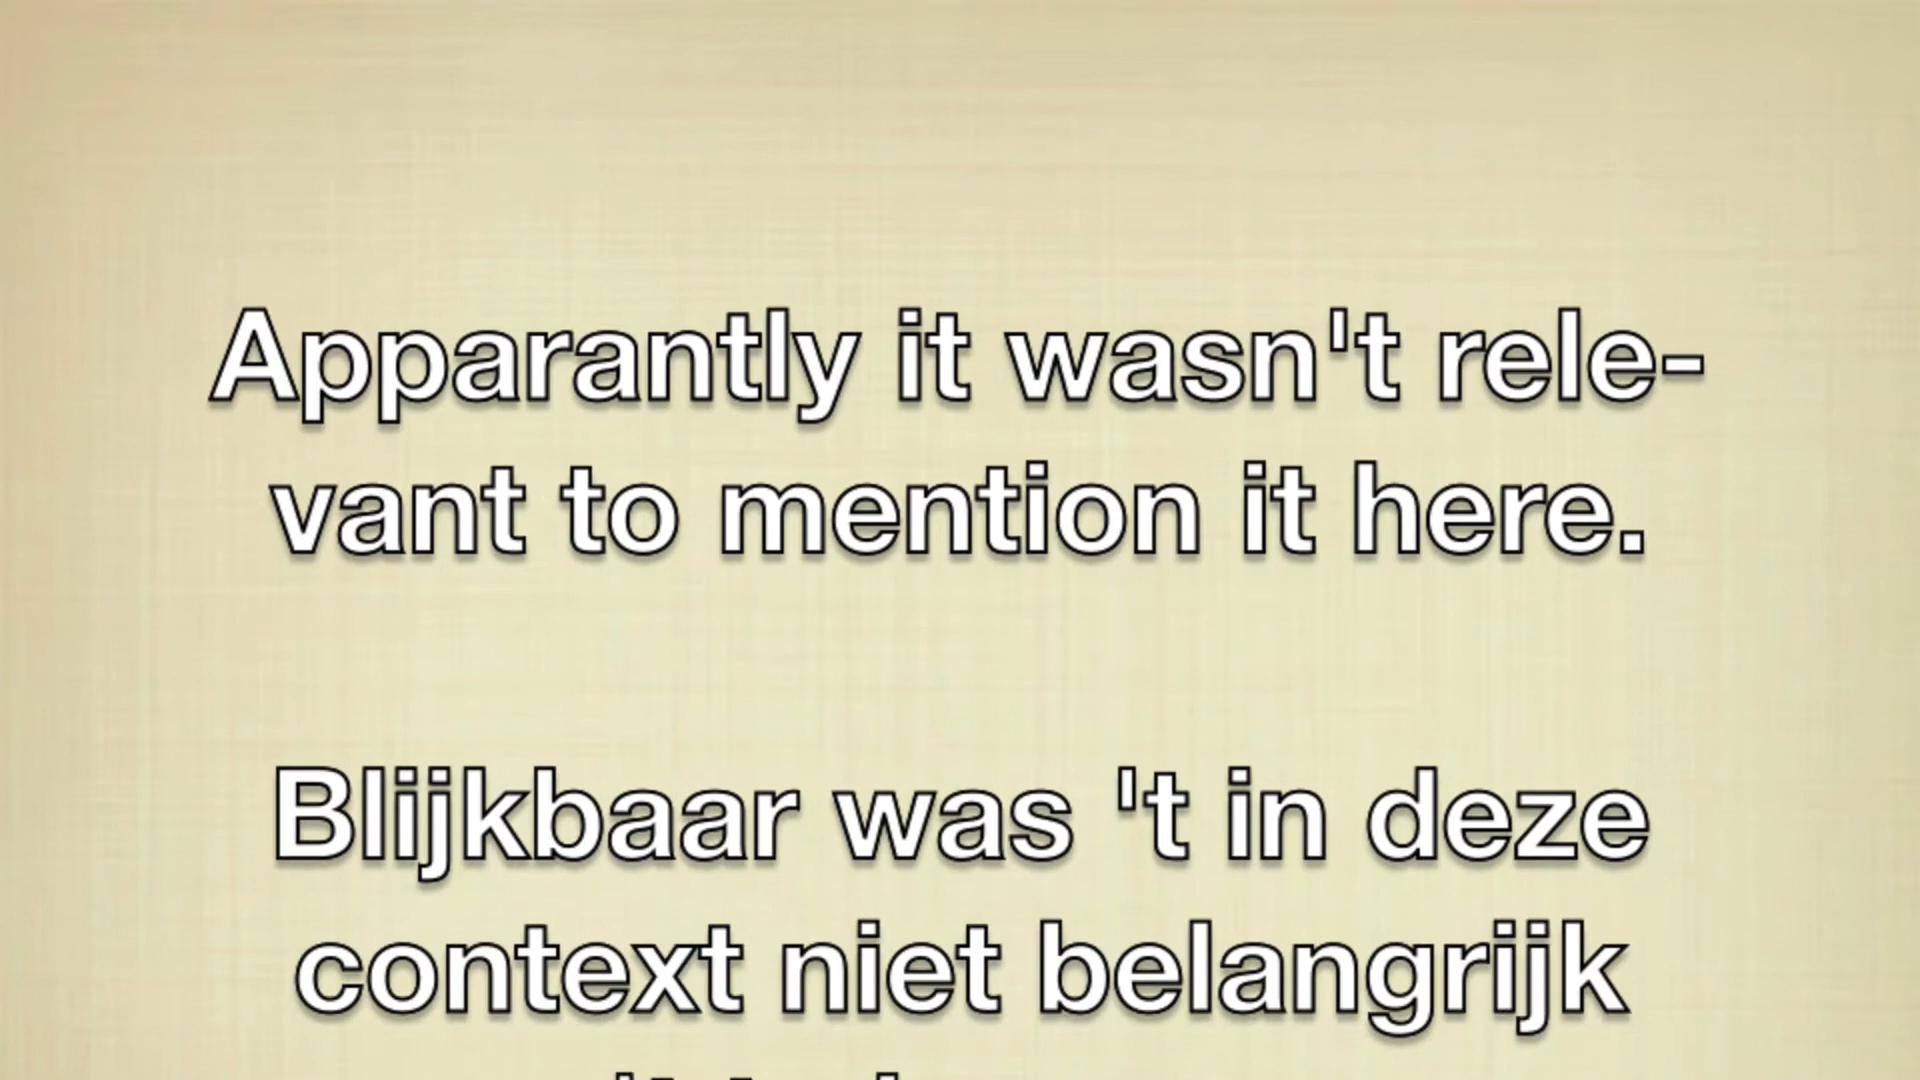 Apparantly it wasn't rele-
vant to mention it here.
Blijkbaar was 't in deze
context niet belangrijk